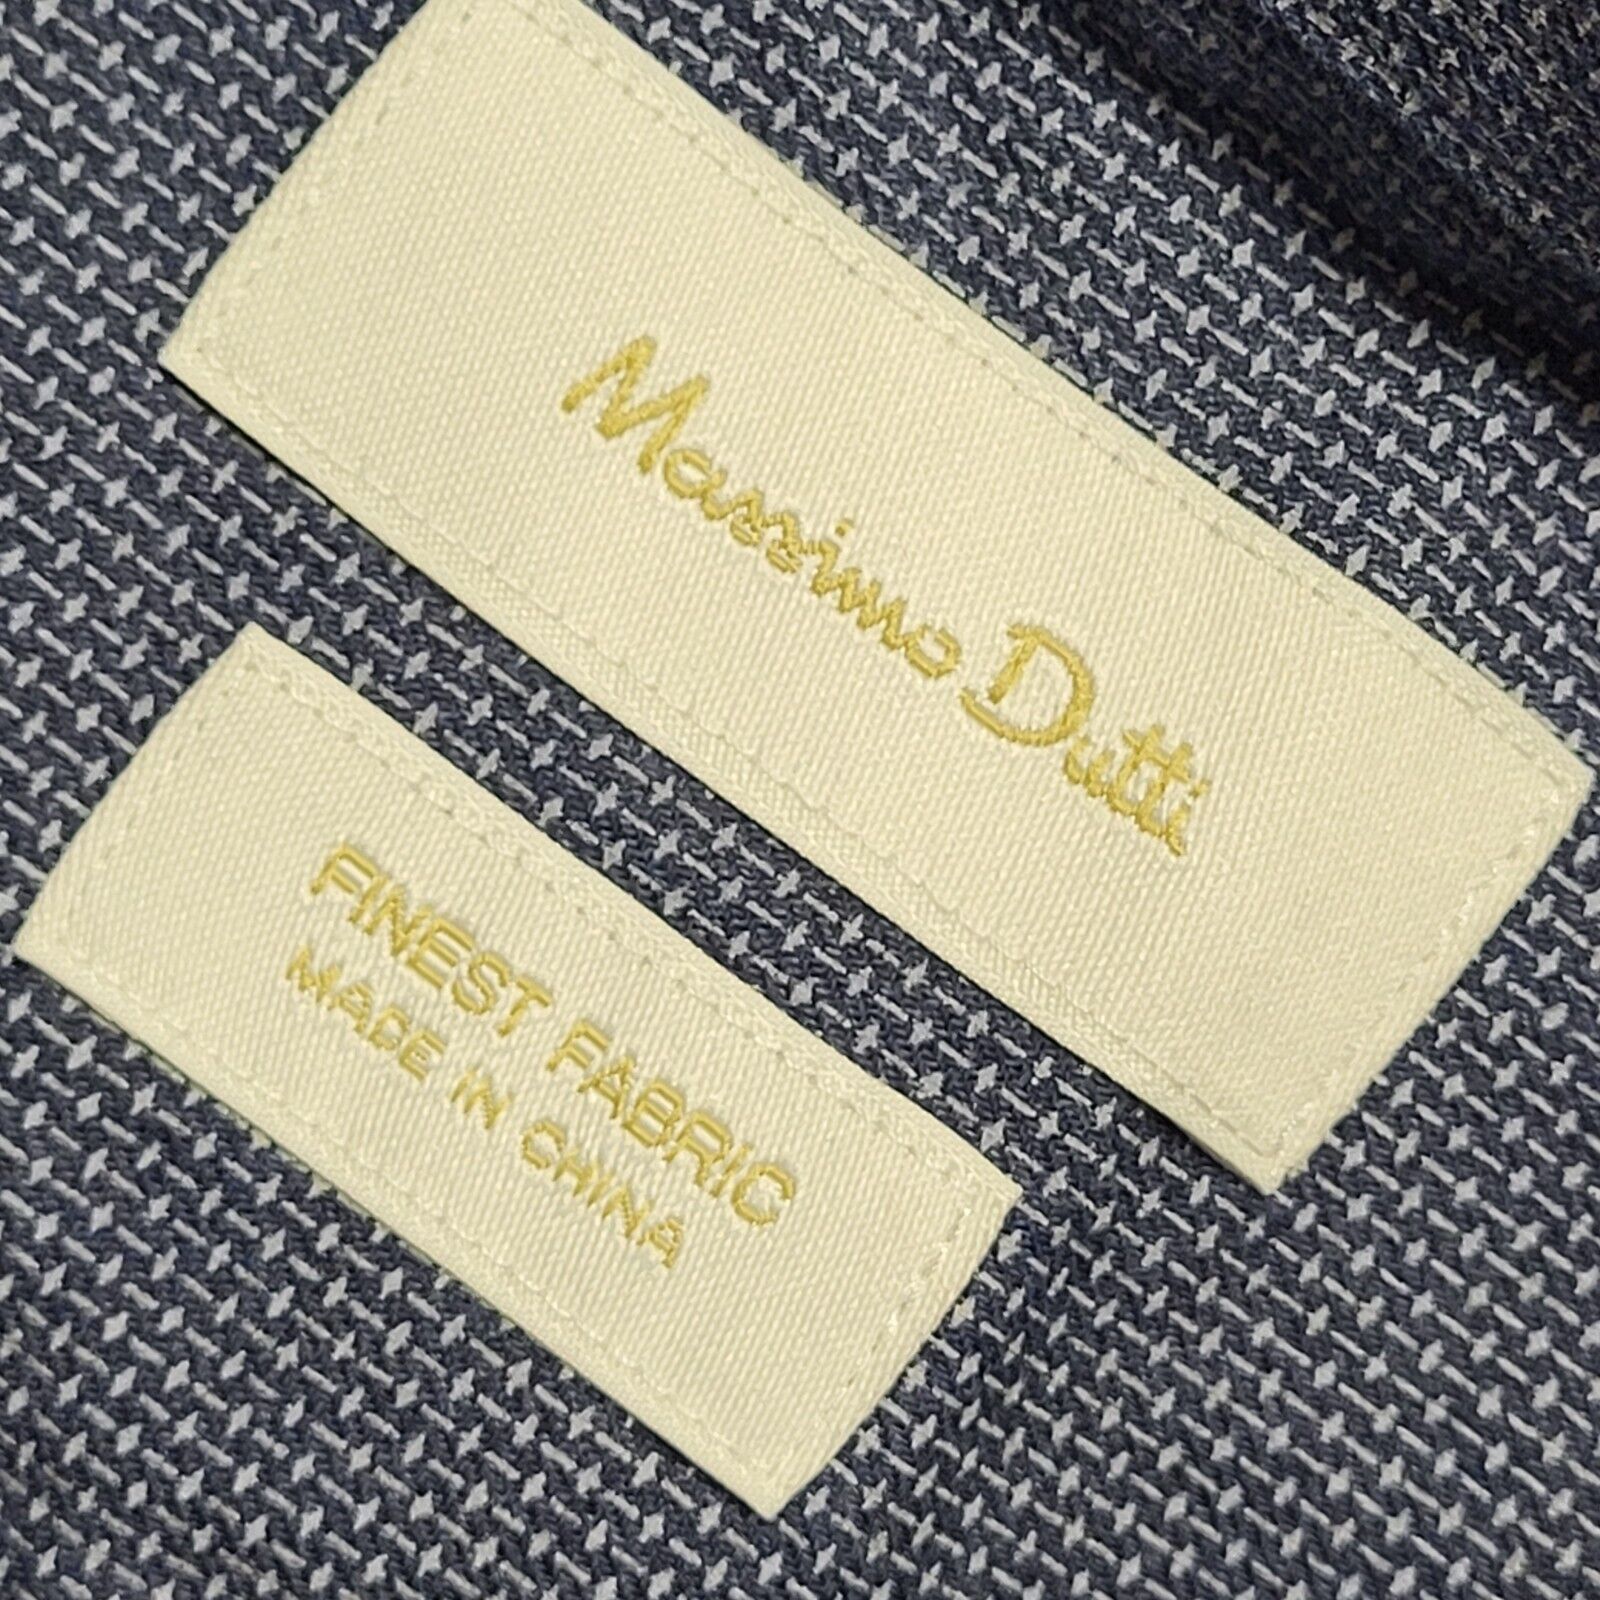 Massimo Dutti
FINEST FABRIC
MADE IN CHINA